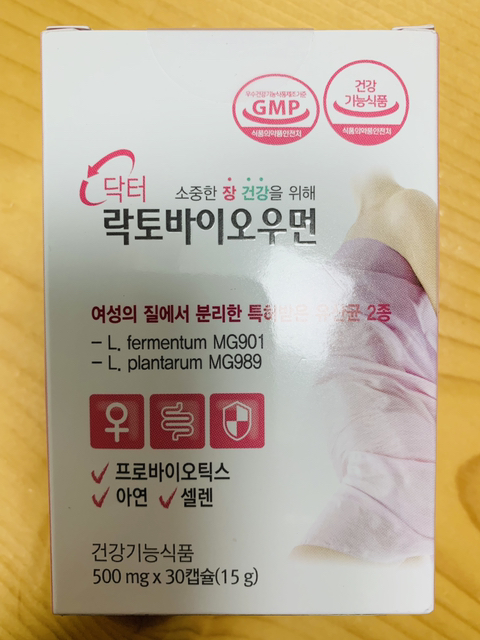 우수건강기능식품제조기준
GMP
식품의약품안전처
건강
기능식품
식품의약품안전처
닥터
소중한 장 건강을 위해
락토바이오우먼
여성의 질에서 분리한 특허받은 유산균 2종
- L. fermentum MG901
- L. plantarum MG989
프로바이오틱스
아연 셀렌
건강기능식품
500 mg x 30캡슐(15 g)